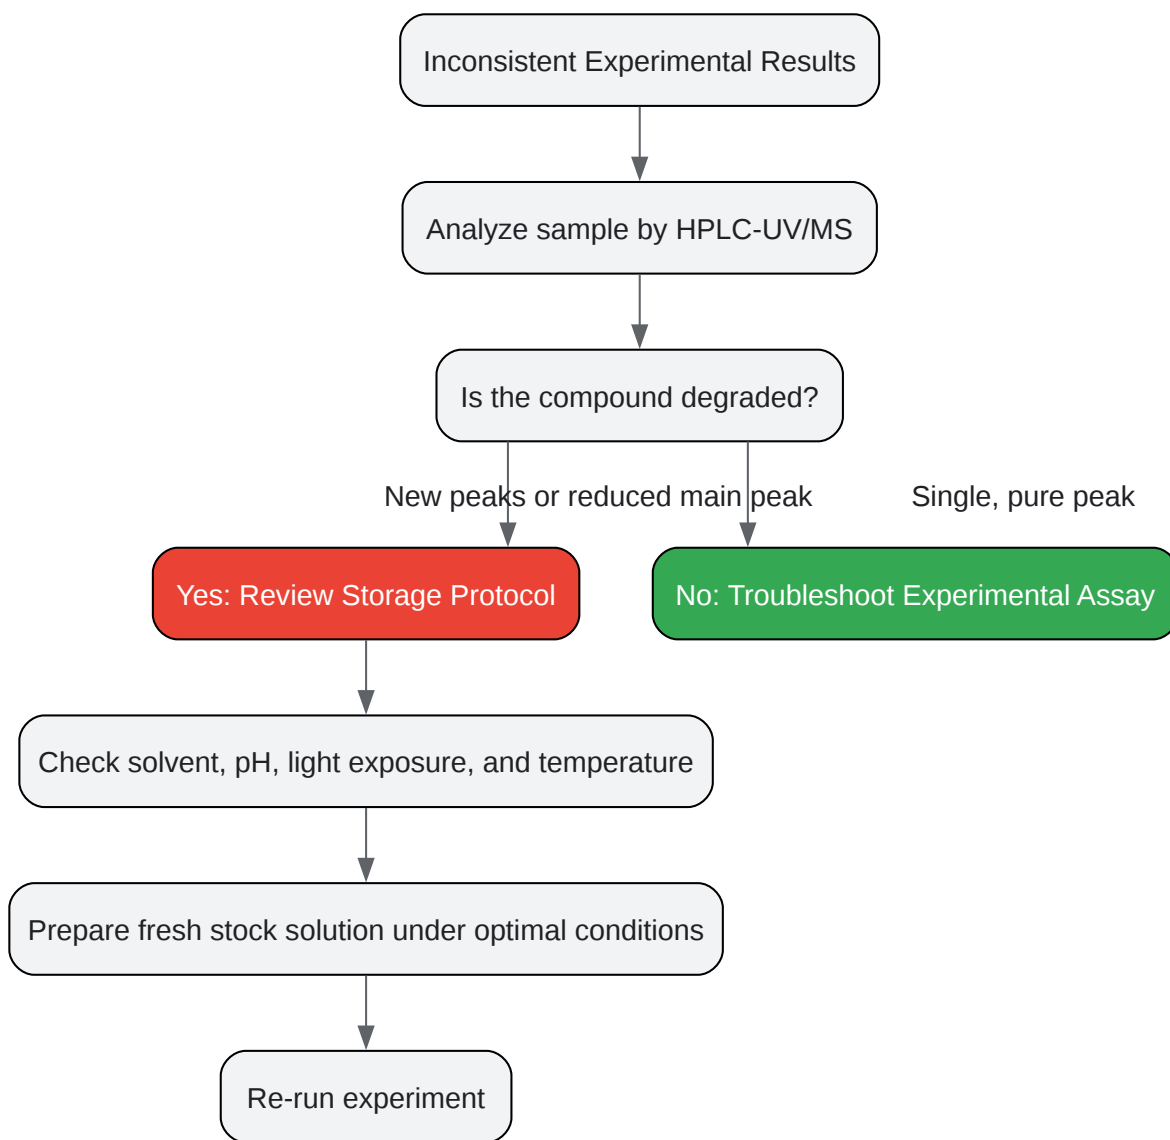 Inconsistent Experimental Results
Analyze sample by HPLC-UV/MS
Is the compound degraded?
New peaks or reduced main peak
Single, pure peak
Yes: Review Storage Protocol
No: Troubleshoot Experimental Assay
Check solvent, pH, light exposure, and temperature
Prepare fresh stock solution under optimal conditions
Re-run experiment